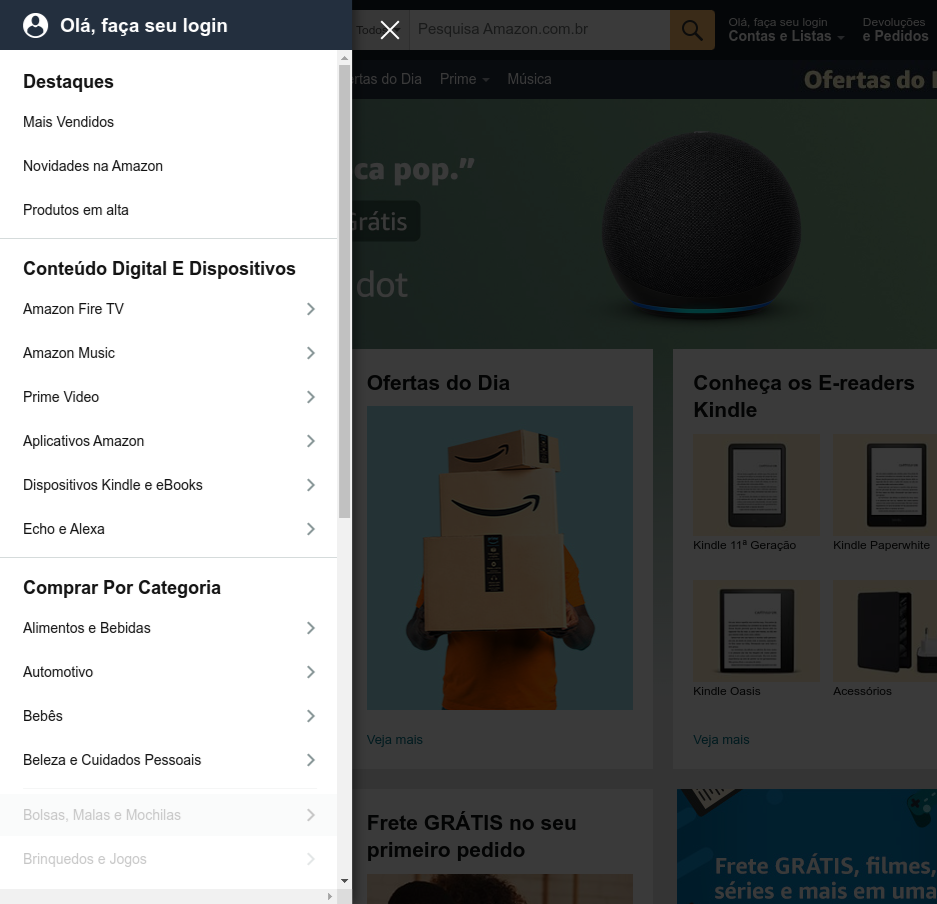 Olá, faça seu login
Destaques
Mais Vendidos
Novidades na Amazon
Produtos em alta
Conteúdo Digital E Dispositivos
Amazon Fire TV
Amazon Music
Prime Video
Aplicativos Amazon
Dispositivos Kindle e eBooks
Echo e Alexa
Comprar Por Categoria
Alimentos e Bebidas
Automotivo
Bebês
Beleza e Cuidados Pessoais
Bolsas, Malas e Mochilas
Brinquedos e Jogos
Todo
Pesquisa Amazon.com.br
Olá, faça seu login
Contas e Listas
Devoluções
e Pedidos
rtas do Dia
Prime
Música
Ofertas do
ca pop.”
Grátis
dot
Ofertas do Dia
Veja mais
Conheça os E-readers
Kindle
Kindle 11ª Geração
Kindle Paperwhite
Kindle Oasis
Acessórios
Veja mais
Frete GRÁTIS no seu
primeiro pedido
Frete GRÁTIS, filmes,
séries e mais em uma